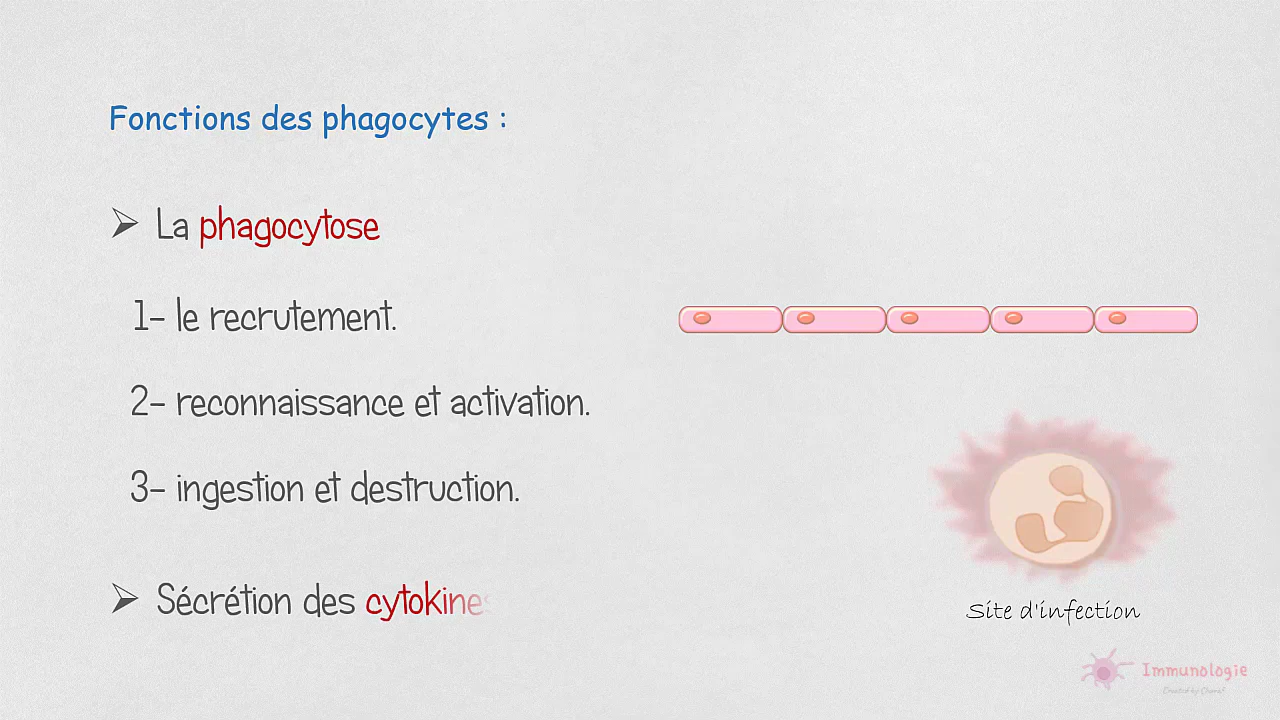 Fonctions des phagocytes :
➢ La phagocytose
1- le recrutement.
2- reconnaissance et activation.
3- ingestion et destruction.
➢ Sécrétion des cytokines
Site d'infection
Immunologie